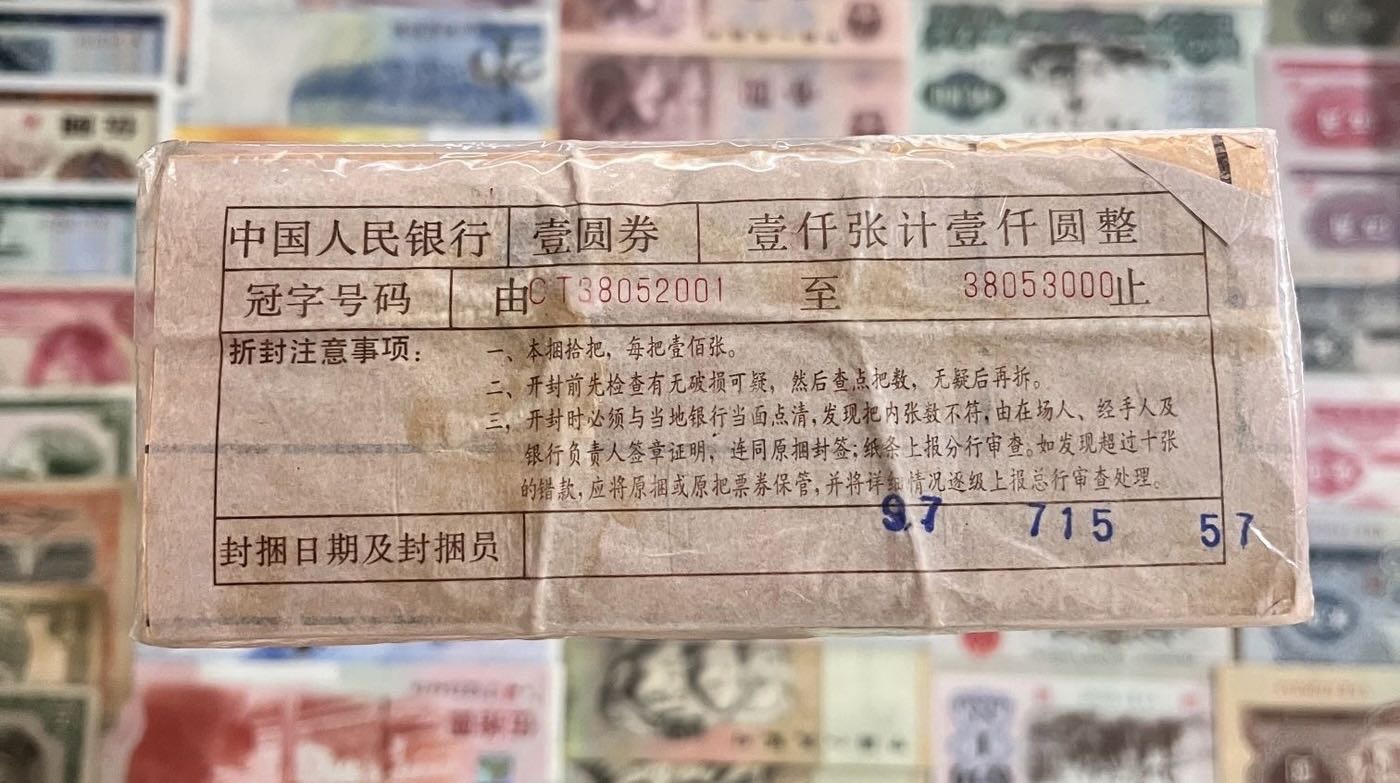 中国人民银行 壹圆券 壹仟张计壹仟圆整
冠字号码 由CT38052001 至 38053000止
折封注意事项：一、本捆拾把，每把壹佰张。
二、开封前先检查有无破损可疑，然后查点把数，无疑后再拆。
三、开封时必须与当地银行当面点清，发现把内张数不符，由在场人、经手人及
银行负责人签章证明，连同原捆封签；纸条上报分行审查。如发现超过十张
的错款，应将原捆或原把票券保管，并将详细情况逐级上报总行审查处理。
97 715 57
封捆日期及封捆员